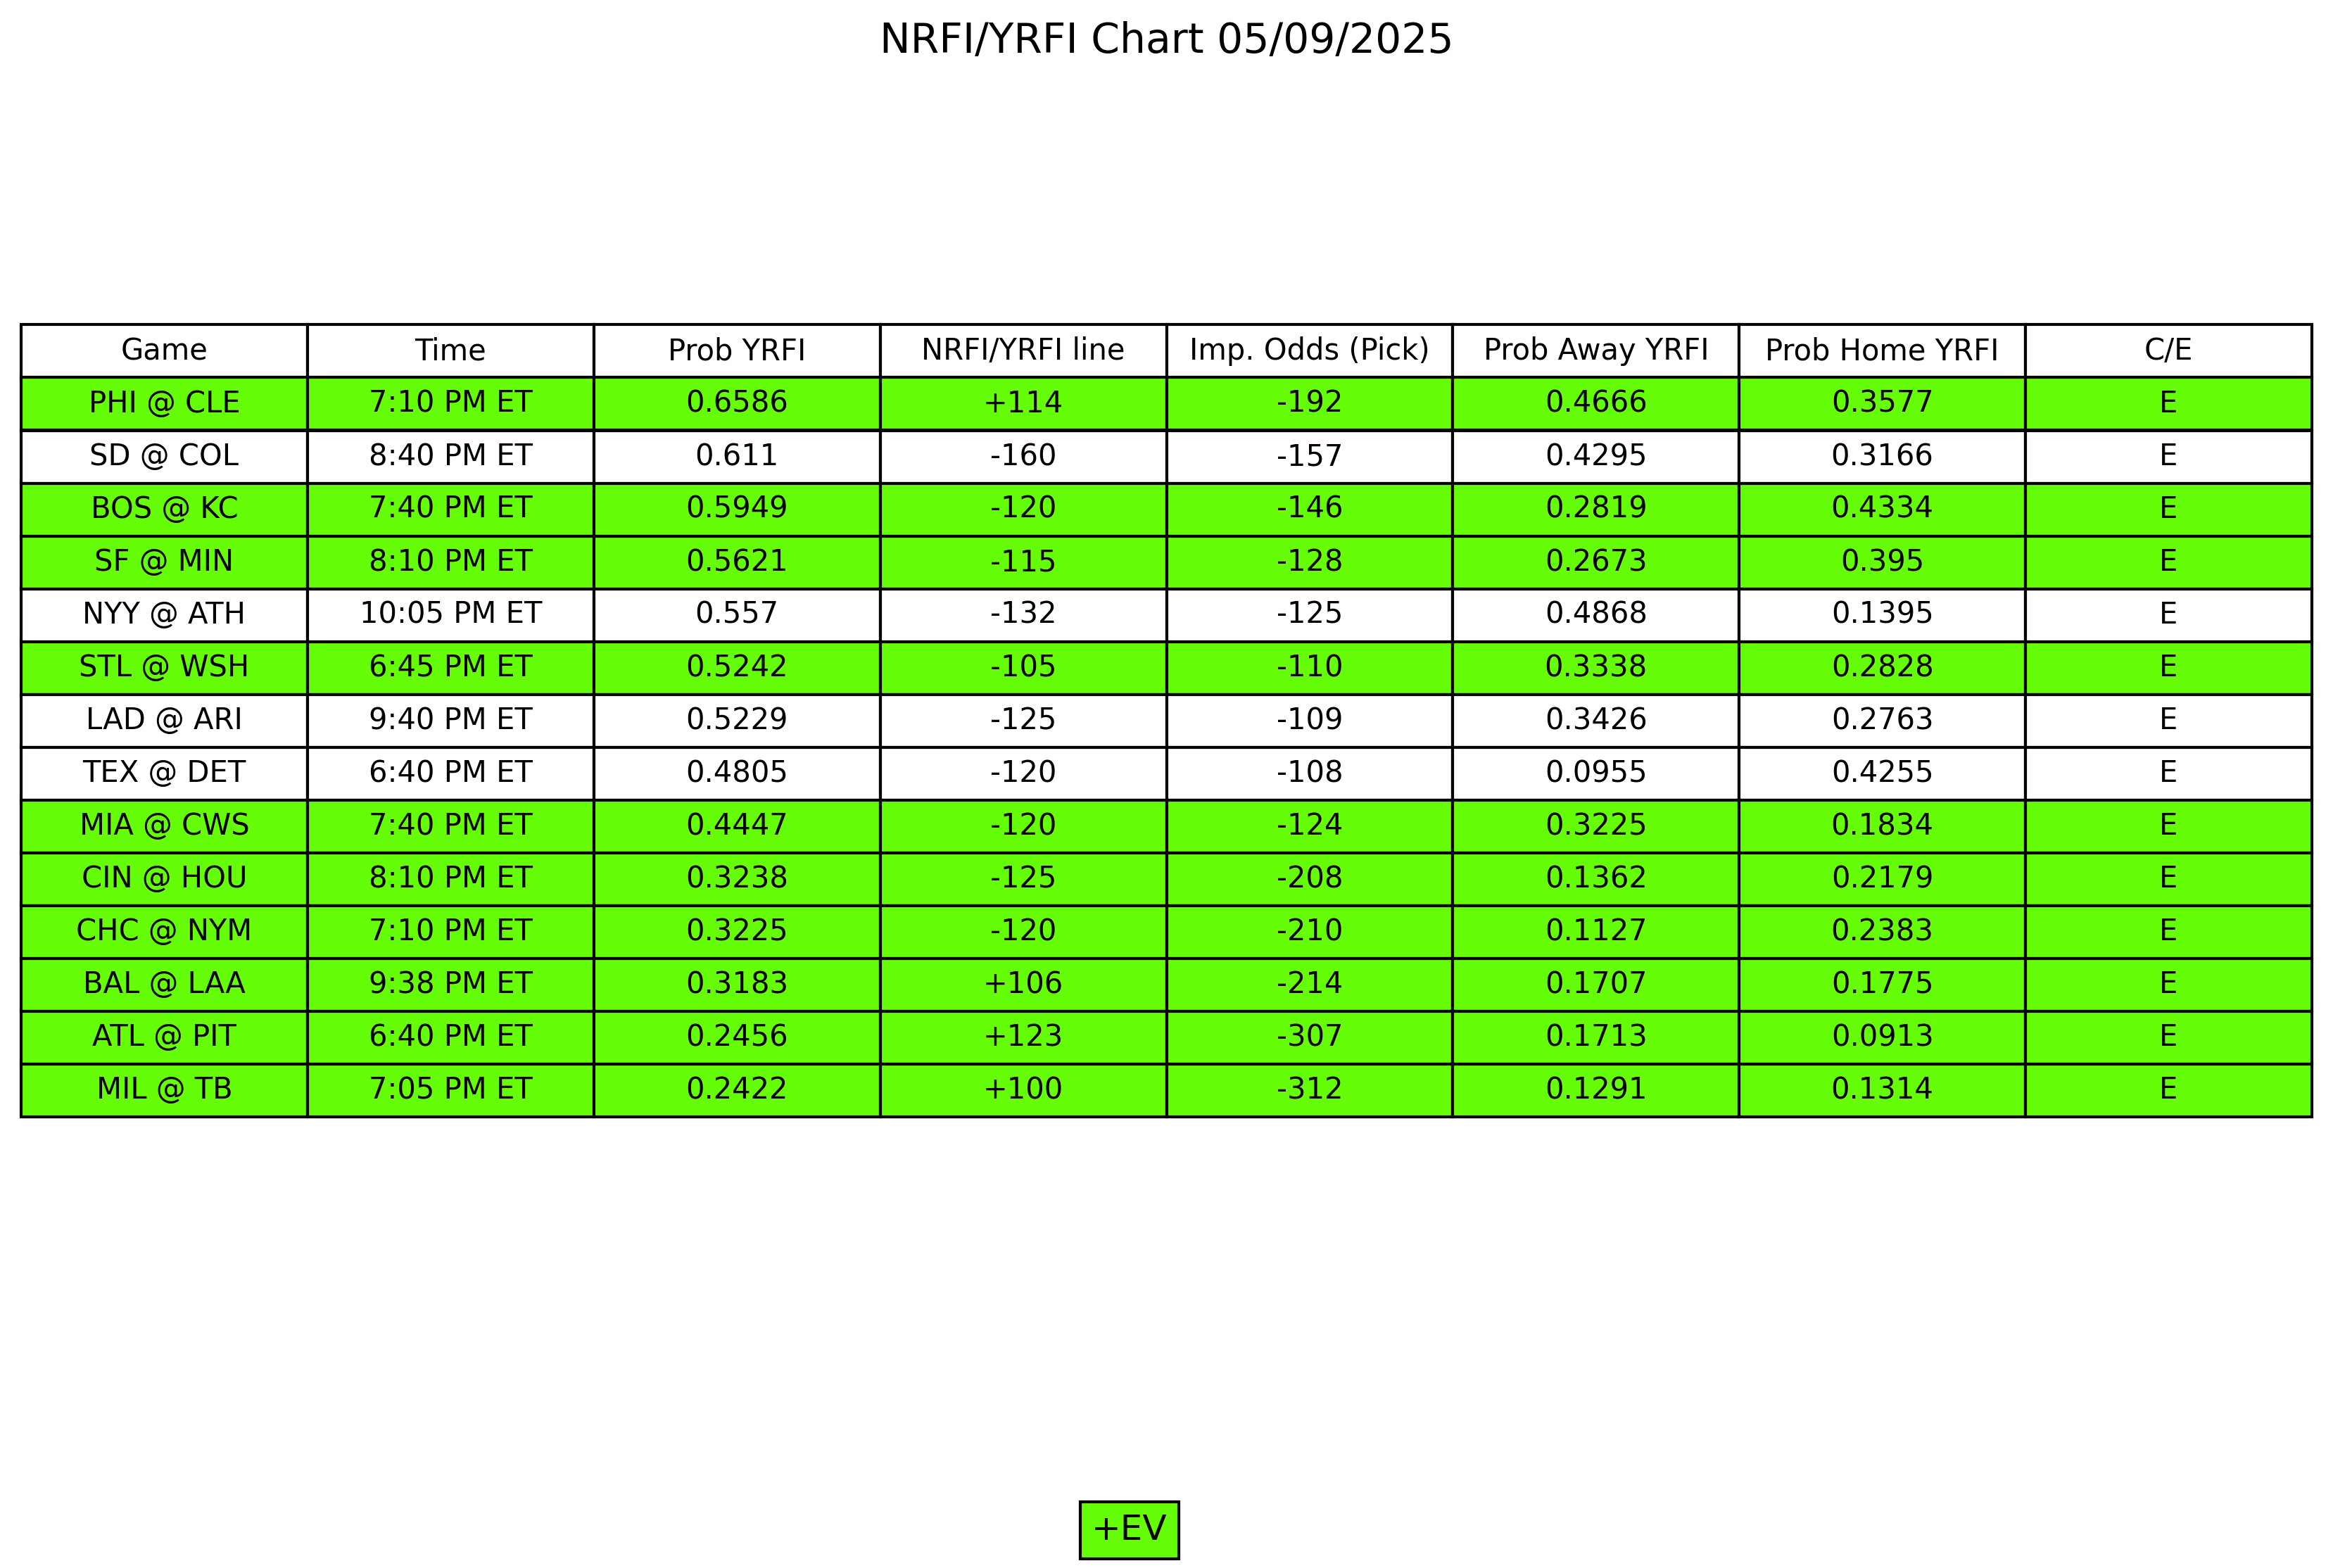 NRFI/YRFI Chart 05/09/2025
Game Time Prob YRFI NRFI/YRFI line Imp. Odds (Pick) Prob Away YRFI Prob Home YRFI C/E
PHI @ CLE 7:10 PM ET 0.6586 +114 -192 0.4666 0.3577 E
SD @ COL 8:40 PM ET 0.611 -160 -157 0.4295 0.3166 E
BOS @ KC 7:40 PM ET 0.5949 -120 -146 0.2819 0.4334 E
SF @ MIN 8:10 PM ET 0.5621 -115 -128 0.2673 0.395 E
NYY @ ATH 10:05 PM ET 0.557 -132 -125 0.4868 0.1395 E
STL @ WSH 6:45 PM ET 0.5242 -105 -110 0.3338 0.2828 E
LAD @ ARI 9:40 PM ET 0.5229 -125 -109 0.3426 0.2763 E
TEX @ DET 6:40 PM ET 0.4805 -120 -108 0.0955 0.4255 E
MIA @ CWS 7:40 PM ET 0.4447 -120 -124 0.3225 0.1834 E
CIN @ HOU 8:10 PM ET 0.3238 -125 -208 0.1362 0.2179 E
CHC @ NYM 7:10 PM ET 0.3225 -120 -210 0.1127 0.2383 E
BAL @ LAA 9:38 PM ET 0.3183 +106 -214 0.1707 0.1775 E
ATL @ PIT 6:40 PM ET 0.2456 +123 -307 0.1713 0.0913 E
MIL @ TB 7:05 PM ET 0.2422 +100 -312 0.1291 0.1314 E
+EV